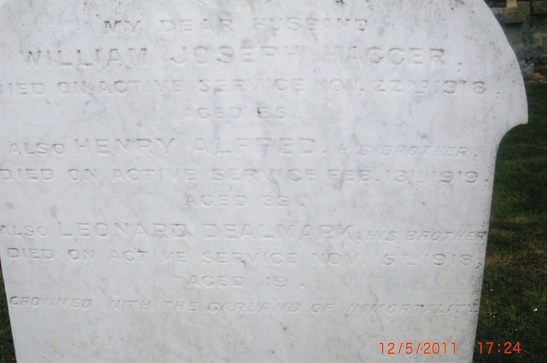 MY DEAR HUSBAND
WILLIAM JOSEPH HAGGER.
DIED ON ACTIVE SERVICE NOV. 22ND 1918.
AGED 35.
ALSO HENRY ALFRED. HIS BROTHER.
DIED ON ACTIVE SERVICE FEB. 1919.
AGED
ALSO LEONARD DEALMARK, HIS BROTHER
DIED ON ACTIVE SERVICE NOV. 1918,
AGED 19.
CROWNED WITH THE GARLAND OF IMMORTALITY
12/5/2011 17:24